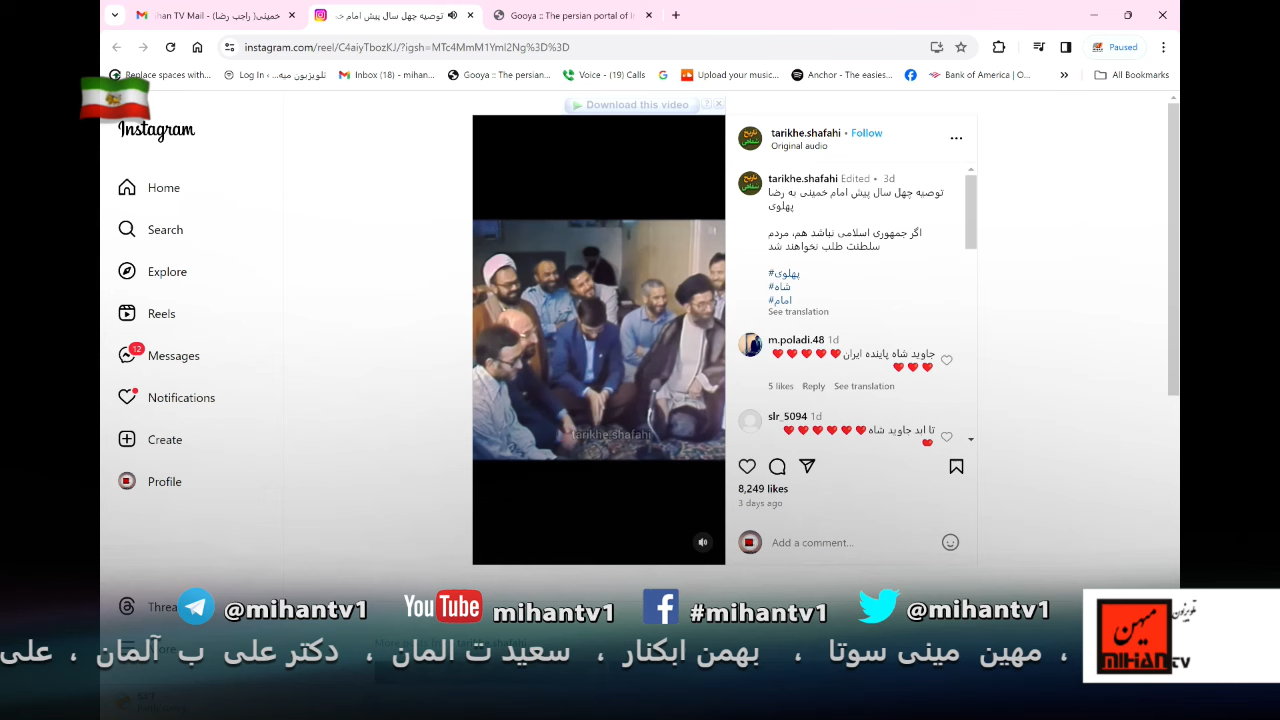 ihan TV Mail - خمینی( راجب رضا)
توصیه چهل سال پیش امام خم
Gooya :: The persian portal of i
instagram.com/reel/C4aiyTbozKJ/?igsh=MTc4MmM1YmI2Ng%3D%3D
Paused
Replace spaces with...
Log In ‹ تلویزیون میه...
Inbox (18) - mihan...
Gooya :: The persian...
Voice - (19) Calls
Upload your music...
Anchor - The easies...
Bank of America | O...
All Bookmarks
Download this video
Instagram
Home
Search
Explore
Reels
12
Messages
Notifications
Create
Profile
Threa
tarikhe.shafahi
tarikhe.shafahi • Follow
Original audio
tarikhe.shafahi Edited • 3d
توصیه چهل سال پیش امام خمینی به رضا
پهلوی
اگر جمهوری اسلامی نباشد هم، مردم
سلطنت طلب نخواهند شد
#پهلوی
#شاه
#امام
See translation
m.poladi.48 1d
جاوید شاه پاینده ایران❤️❤️❤️❤️❤️
❤️❤️❤️
5 likes Reply See translation
slr_5094 1d
تا ابد جاوید شاه❤️❤️❤️❤️❤️❤️
❤️
8,249 likes
3 days ago
Add a comment...
@mihantv1
YouTube mihantv1
#mihantv1
@mihantv1
، مهین مینی سوتا ، بهمن ابکنار ، سعید ت المان ، دکتر علی ب آلمان ، علی
تلویزیون
میهن
MIHAN TV